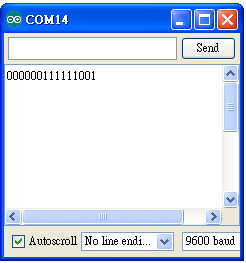 COM14
Send
000000111111001
Autoscroll
No line endi...
9600 baud